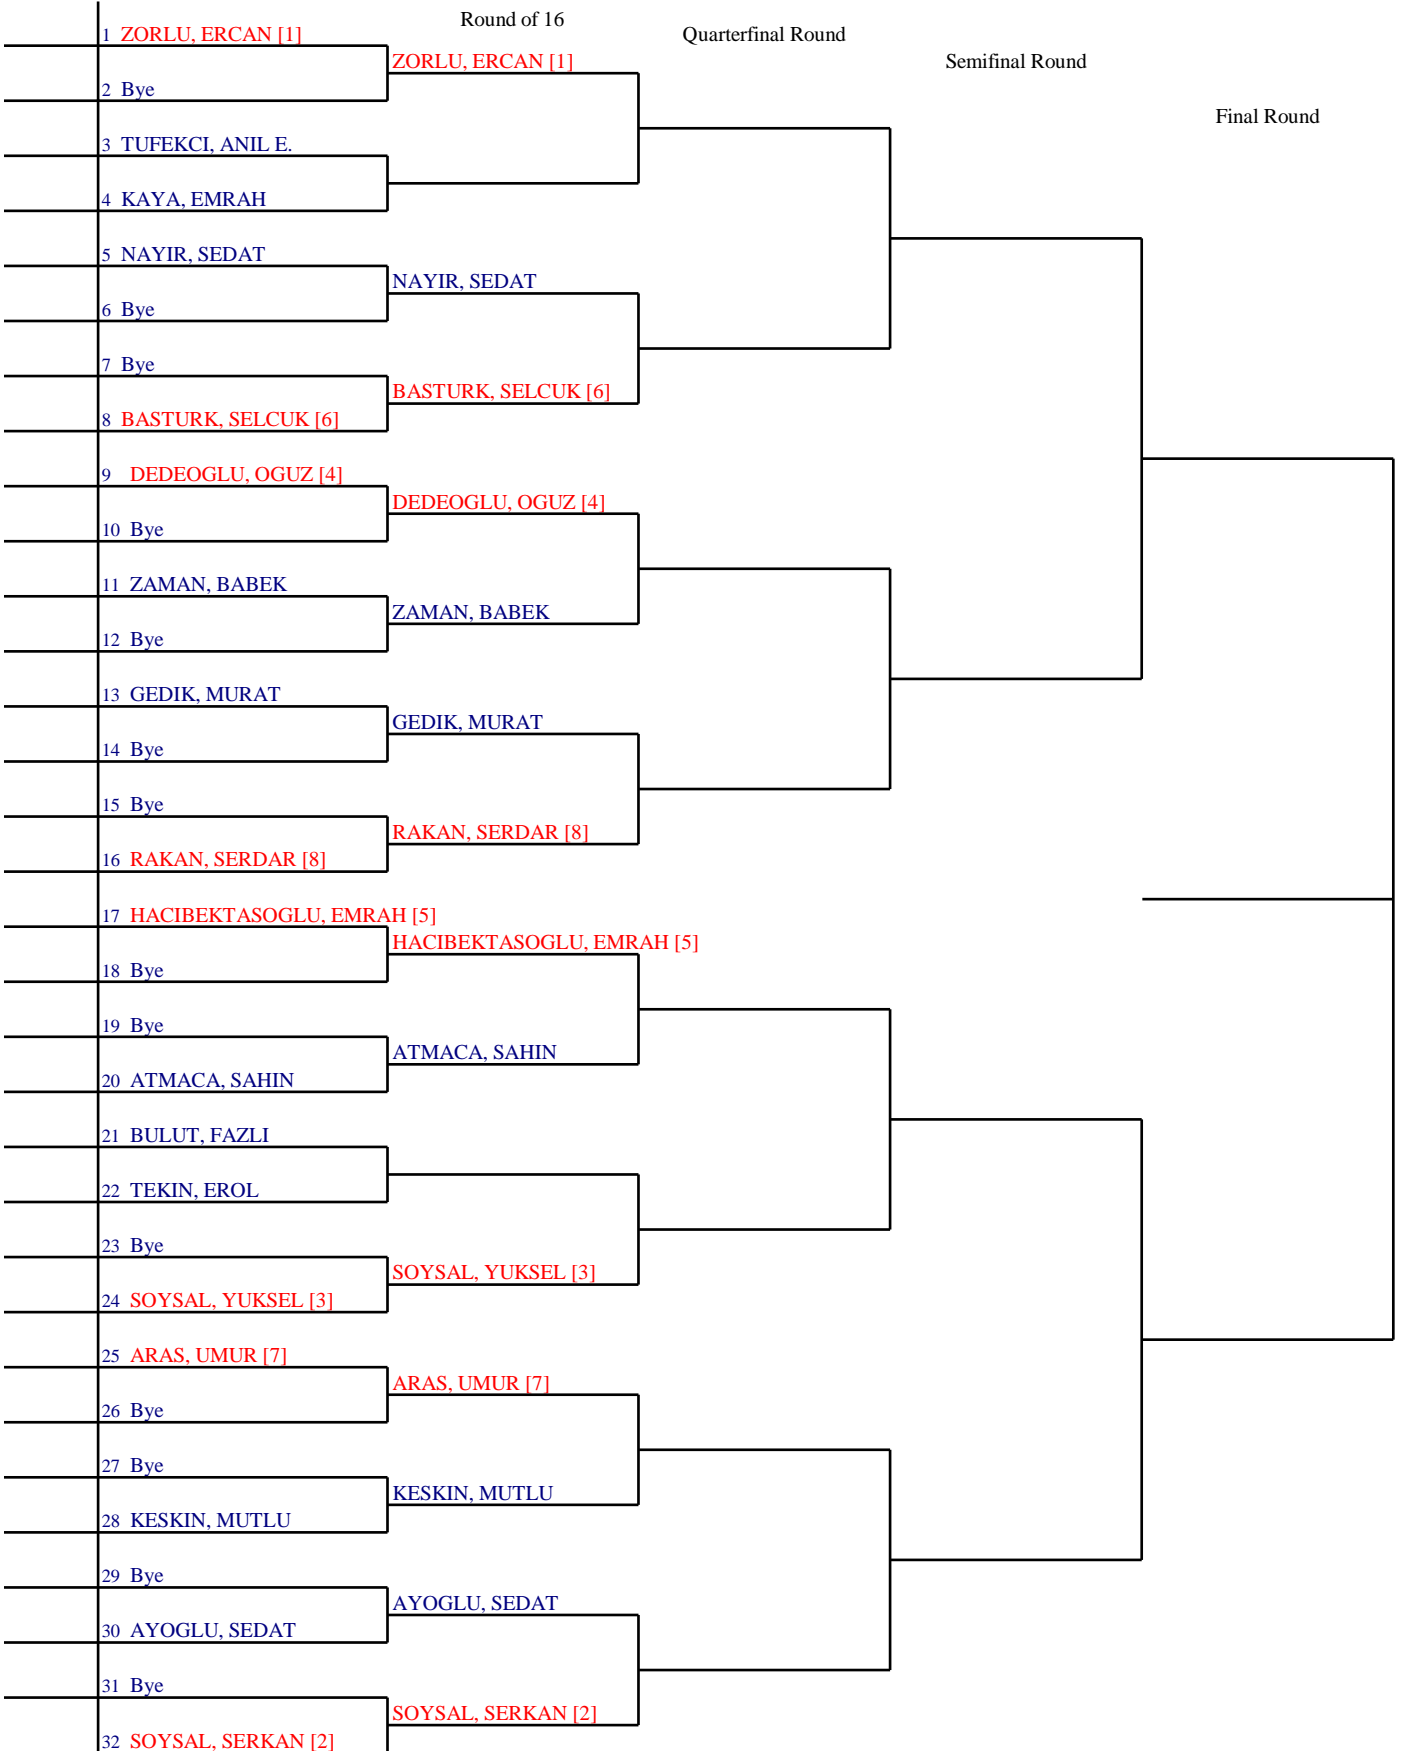 Round of 16
Quarterfinal Round
Semifinal Round
Final Round
1 ZORLU, ERCAN [1]
ZORLU, ERCAN [1]
2 Bye
3 TUFEKCI, ANIL E.
4 KAYA, EMRAH
5 NAYIR, SEDAT
NAYIR, SEDAT
6 Bye
7 Bye
BASTURK, SELCUK [6]
8 BASTURK, SELCUK [6]
9 DEDEOGLU, OGUZ [4]
DEDEOGLU, OGUZ [4]
10 Bye
11 ZAMAN, BABEK
ZAMAN, BABEK
12 Bye
13 GEDIK, MURAT
GEDIK, MURAT
14 Bye
15 Bye
RAKAN, SERDAR [8]
16 RAKAN, SERDAR [8]
17 HACIBEKTASOGLU, EMRAH [5]
HACIBEKTASOGLU, EMRAH [5]
18 Bye
19 Bye
ATMACA, SAHIN
20 ATMACA, SAHIN
21 BULUT, FAZLI
22 TEKIN, EROL
23 Bye
SOYSAL, YUKSEL [3]
24 SOYSAL, YUKSEL [3]
25 ARAS, UMUR [7]
ARAS, UMUR [7]
26 Bye
27 Bye
KESKIN, MUTLU
28 KESKIN, MUTLU
29 Bye
AYOGLU, SEDAT
30 AYOGLU, SEDAT
31 Bye
SOYSAL, SERKAN [2]
32 SOYSAL, SERKAN [2]